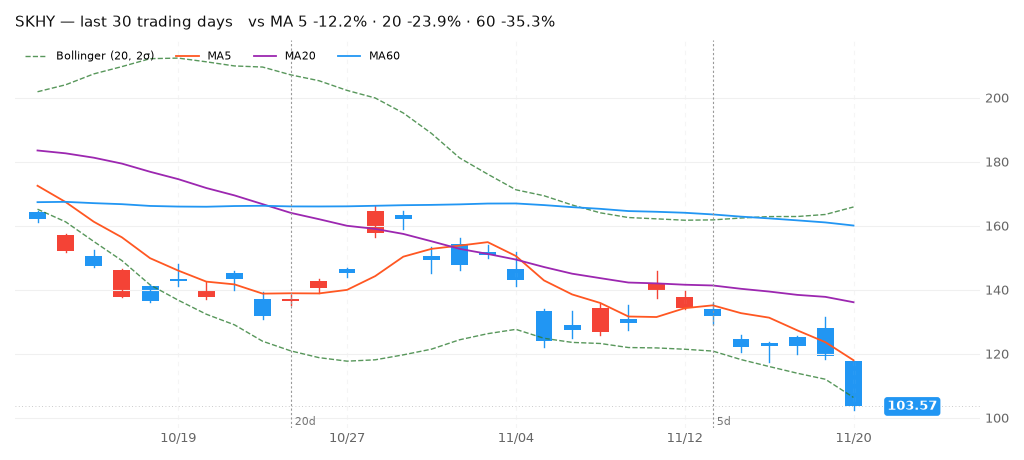 SKHY — last 30 trading days   vs MA 5 -12.2% · 20 -23.9% · 60 -35.3%
Bollinger (20, 2σ) MA5 MA20 MA60
200
180
160
140
120
103.57
100
20d 5d
10/19 10/27 11/04 11/12 11/20